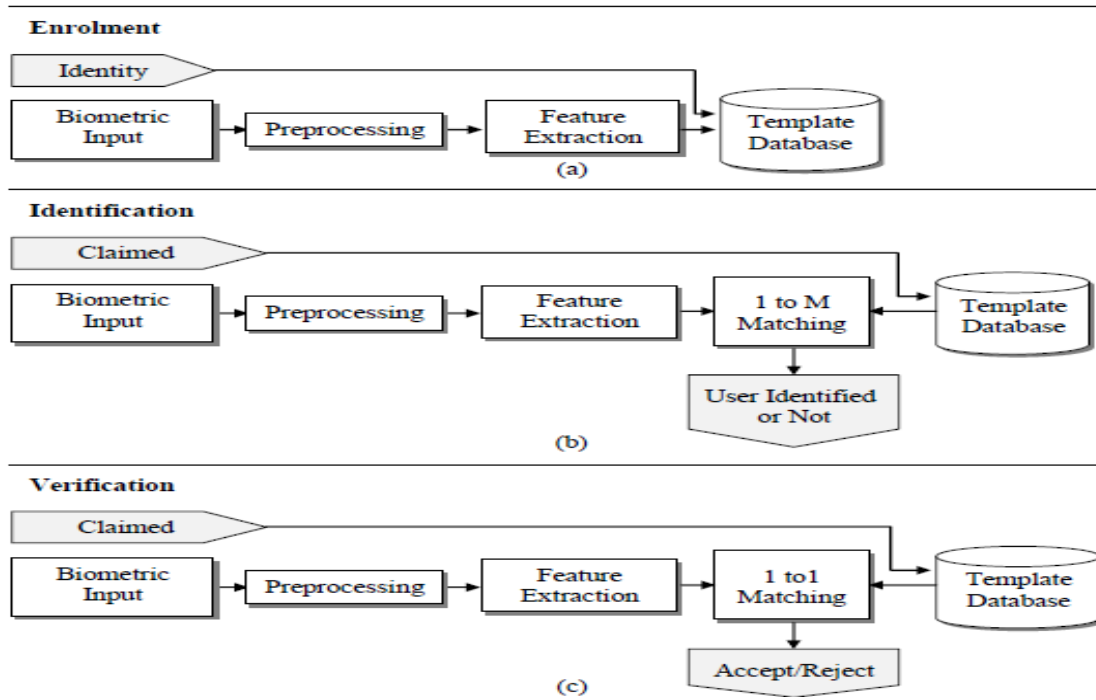 Enrolment
Identity
Biometric
Input
Preprocessing
Feature
Extraction
Template
Database
(a)
Identification
Claimed
Biometric
Input
Preprocessing
Feature
Extraction
1 to M
Matching
Template
Database
User Identified
or Not
(b)
Verification
Claimed
Biometric
Input
Preprocessing
Feature
Extraction
1 to1
Matching
Template
Database
Accept/Reject
(c)